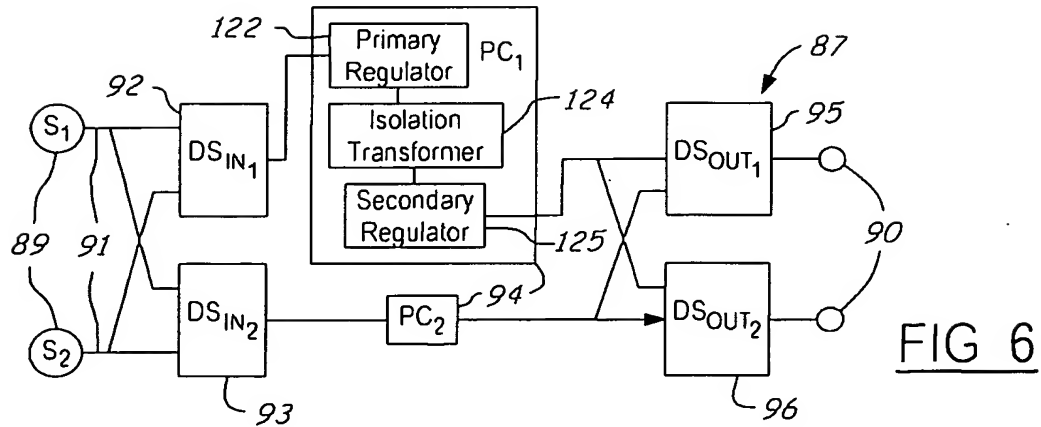 122
Primary
Regulator
PC1
87
92
95
S1
DSIN1
Isolation
Transformer
124
DSOUT1
Secondary
Regulator
125
89
91
90
94
DSIN2
PC2
DSOUT2
S2
93
96
FIG 6